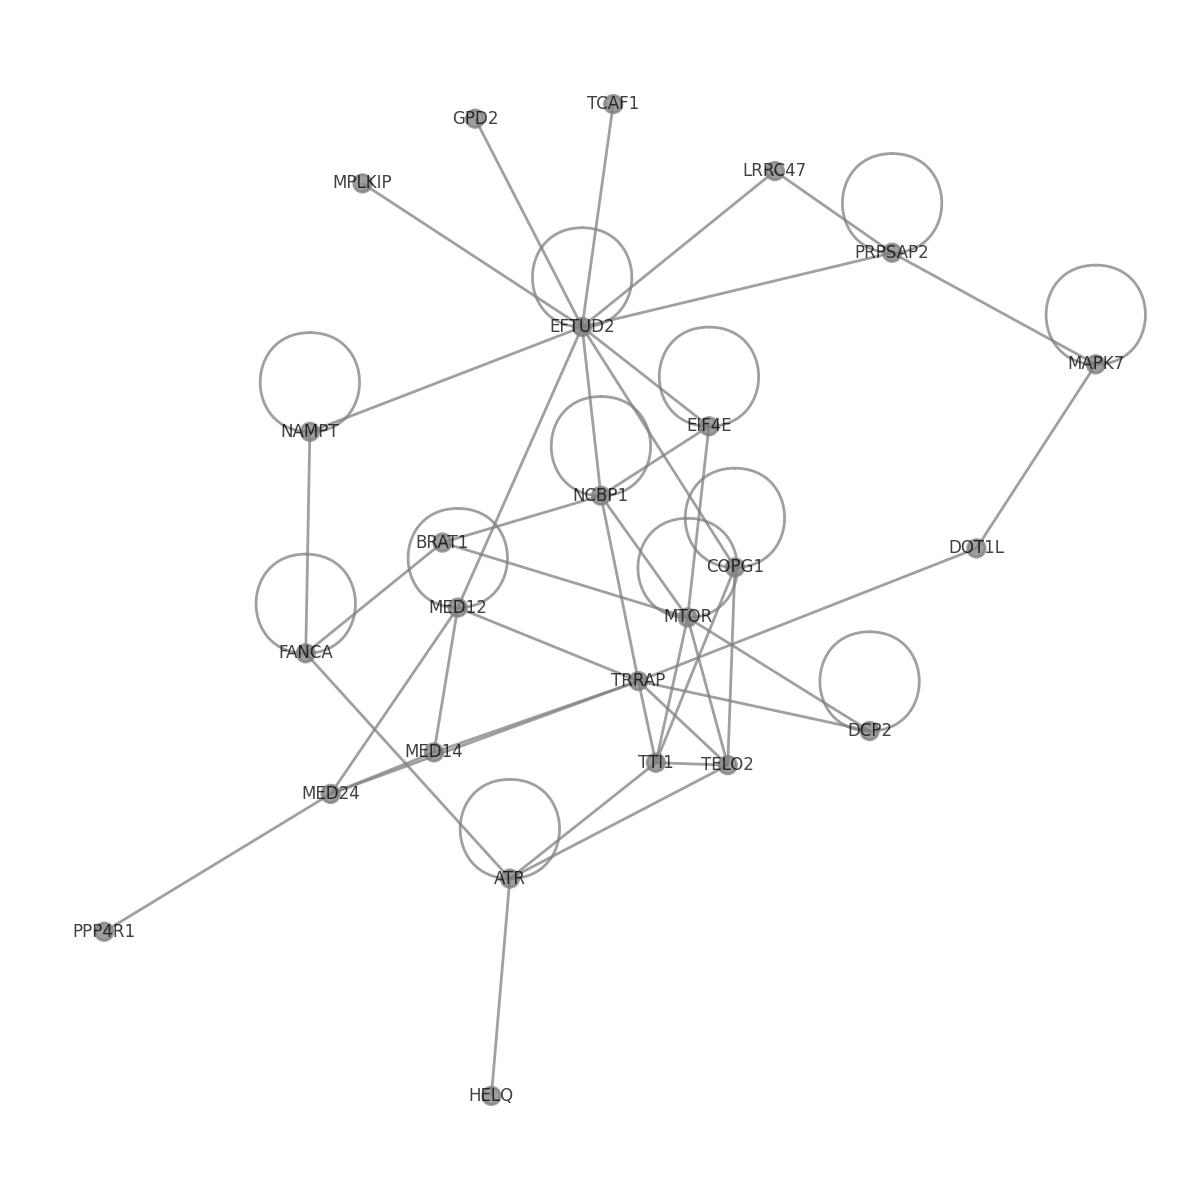 TCAF1
GPD2
LRRC47
MPLKIP
PRPSAP2
EFTUD2
MAPK7
EIF4E
NAMPT
NCBP1
BRAT1
DOT1L
COPG1
MED12
MTOR
FANCA
TRRAP
DCP2
MED14
TTI1
TELO2
MED24
ATR
PPP4R1
HELQ